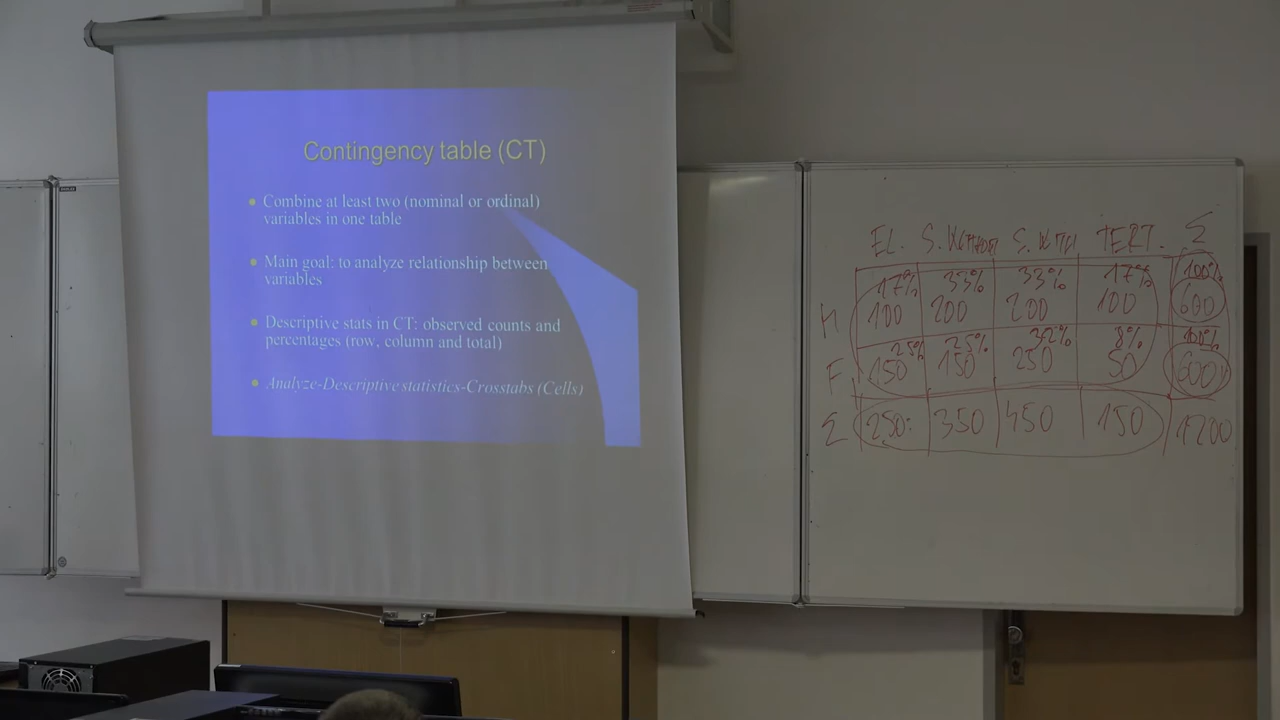 Contingency table (CT)
Combine at least two (nominal or ordinal)
variables in one table
Main goal: to analyze relationship between
variables
Descriptive stats in CT: observed counts and
percentages (row, column and total)
Analyze-Descriptive statistics-Crosstabs (Cells)
EL. S. WITHOUT S. WITH TERT. Σ
17% 33% 33% 17% 100%
100 200 200 100 600
25% 25% 42% 8% 100%
F 150 150 250 50 600
Σ 250 350 450 150 1200